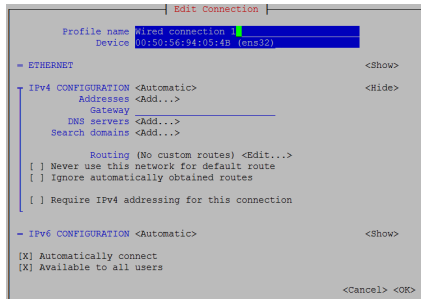 Edit Connection
Profile name Wired connection 1
Device 00:50:56:94:05:4B (ens32)
= ETHERNET <Show>
IPv4 CONFIGURATION <Automatic> <Hide>
Addresses <Add...>
Gateway
DNS servers <Add...>
Search domains <Add...>
Routing (No custom routes) <Edit...>
[ ] Never use this network for default route
[ ] Ignore automatically obtained routes
[ ] Require IPv4 addressing for this connection
= IPv6 CONFIGURATION <Automatic> <Show>
[X] Automatically connect
[X] Available to all users
<Cancel> <OK>